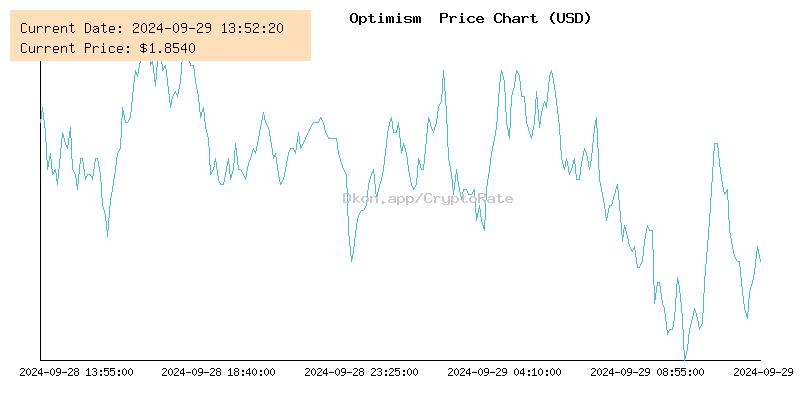 Optimism  Price Chart (USD)
Current Date: 2024-09-29 13:52:20
Current Price: $1.8540
Dkon.app/CryptoRate
2024-09-28 13:55:00 2024-09-28 18:40:00 2024-09-28 23:25:00 2024-09-29 04:10:00 2024-09-29 08:55:00 2024-09-29